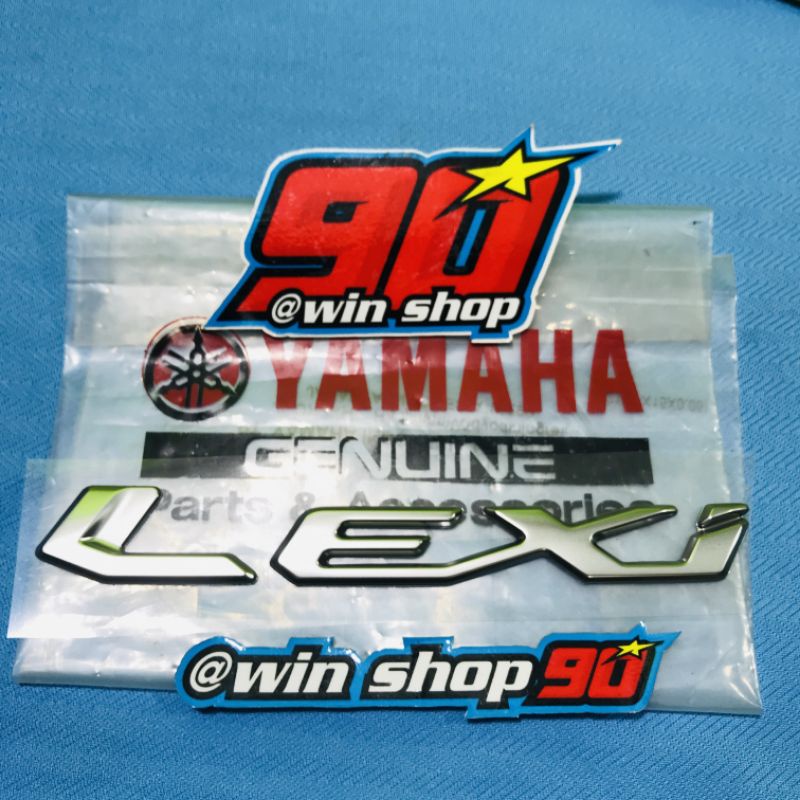 90
@win shop
YAMAHA
GENUINE
Parts & Accessories
LEXi
@win shop 90